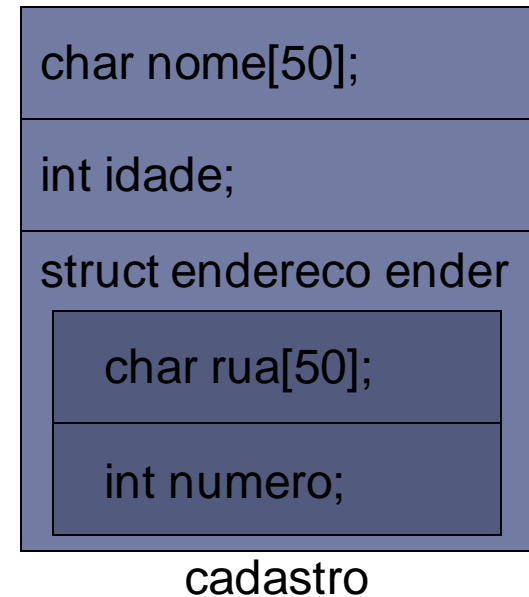 char nome[50];
int idade;
struct endereco ender
char rua[50];
int numero;
cadastro